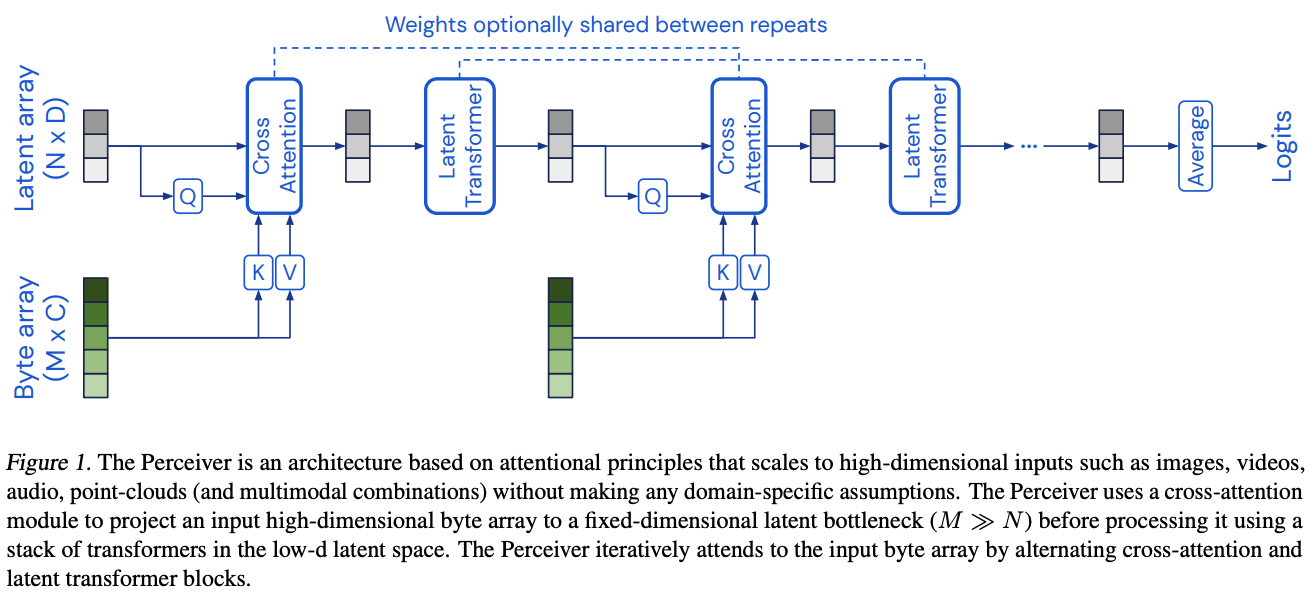 Weights optionally shared between repeats
Latent array
(N x D)
Cross
Attention
Latent
Transformer
Cross
Attention
Latent
Transformer
...
Average
Logits
Q
Q
K
V
K
V
Byte array
(M x C)
Figure 1. The Perceiver is an architecture based on attentional principles that scales to high-dimensional inputs such as images, videos,
audio, point-clouds (and multimodal combinations) without making any domain-specific assumptions. The Perceiver uses a cross-attention
module to project an input high-dimensional byte array to a fixed-dimensional latent bottleneck (M ≫ N) before processing it using a
stack of transformers in the low-d latent space. The Perceiver iteratively attends to the input byte array by alternating cross-attention and
latent transformer blocks.